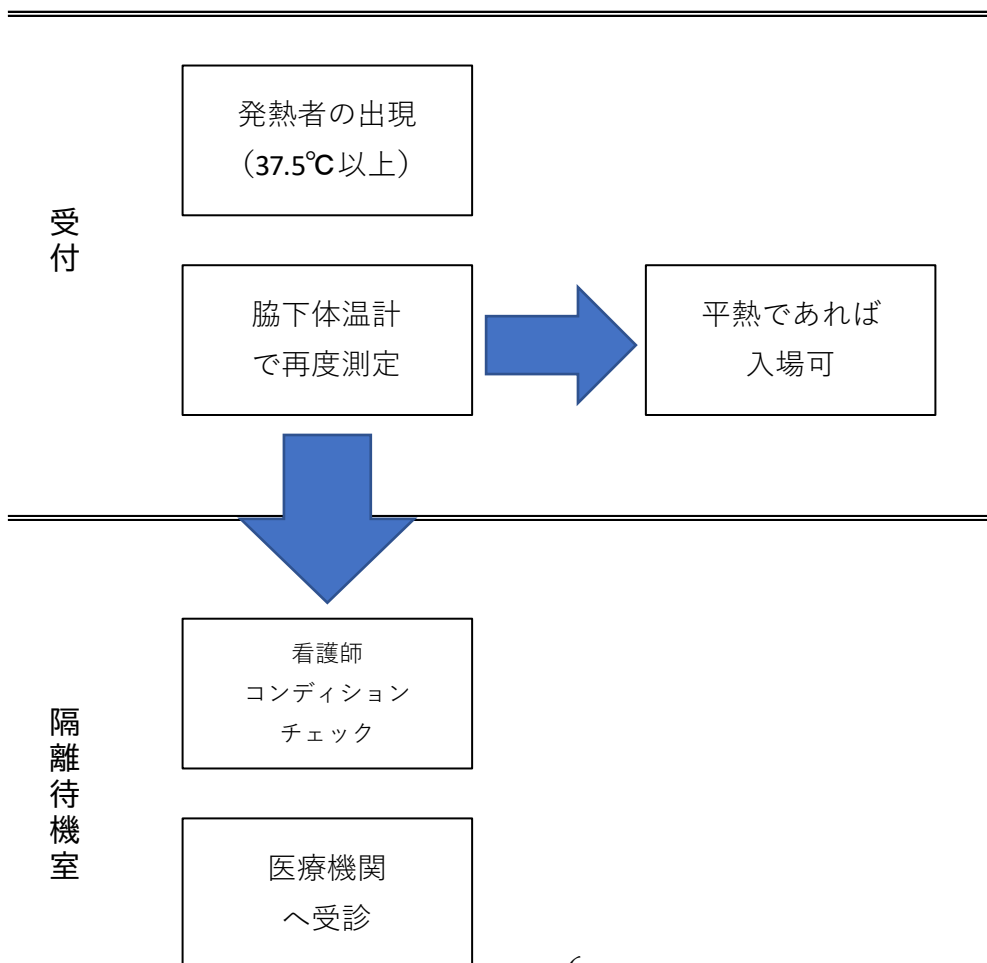 受付
発熱者の出現
（37.5℃以上）
脇下体温計
で再度測定
平熱であれば
入場可
隔離待機室
看護師
コンディション
チェック
医療機関
へ受診